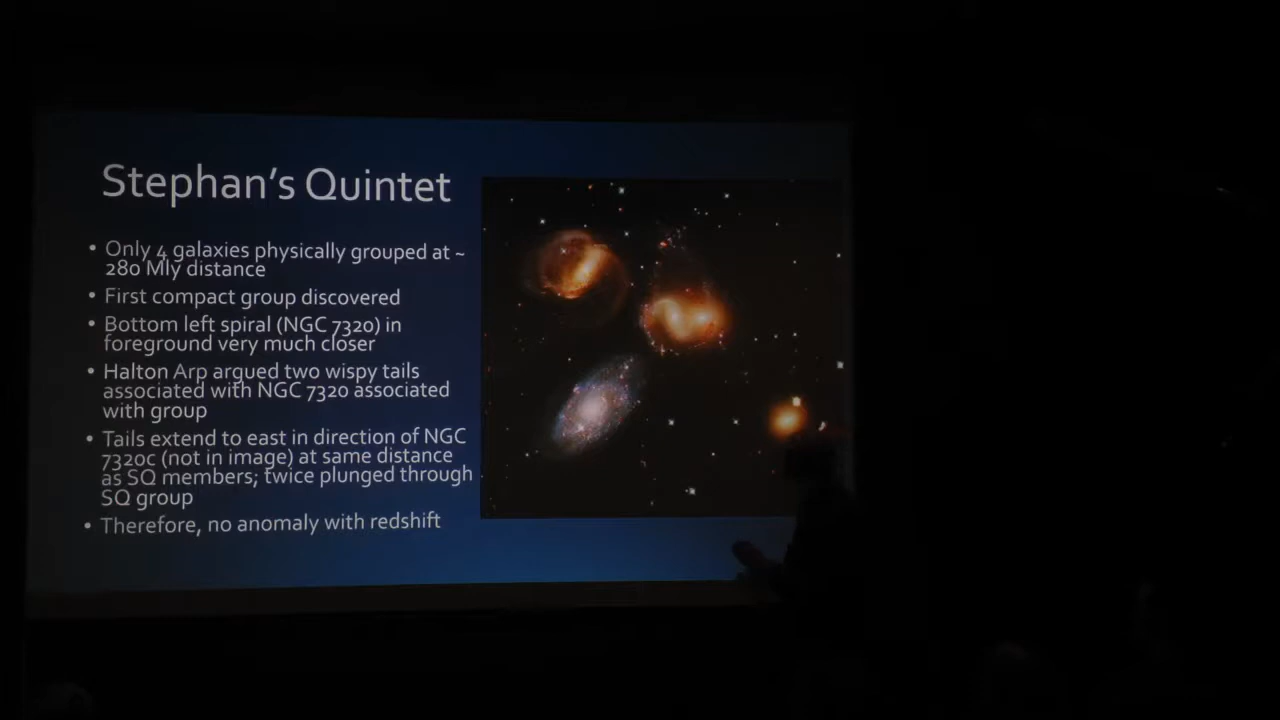 Stephan's Quintet
• Only 4 galaxies physically grouped at ~
280 Mly distance
• First compact group discovered
• Bottom left spiral (NGC 7320) in
foreground very much closer
• Halton Arp argued two wispy tails
associated with NGC 7320 associated
with group
• Tails extend to east in direction of NGC
7320c (not in image) at same distance
as SQ members; twice plunged through
SQ group
• Therefore, no anomaly with redshift